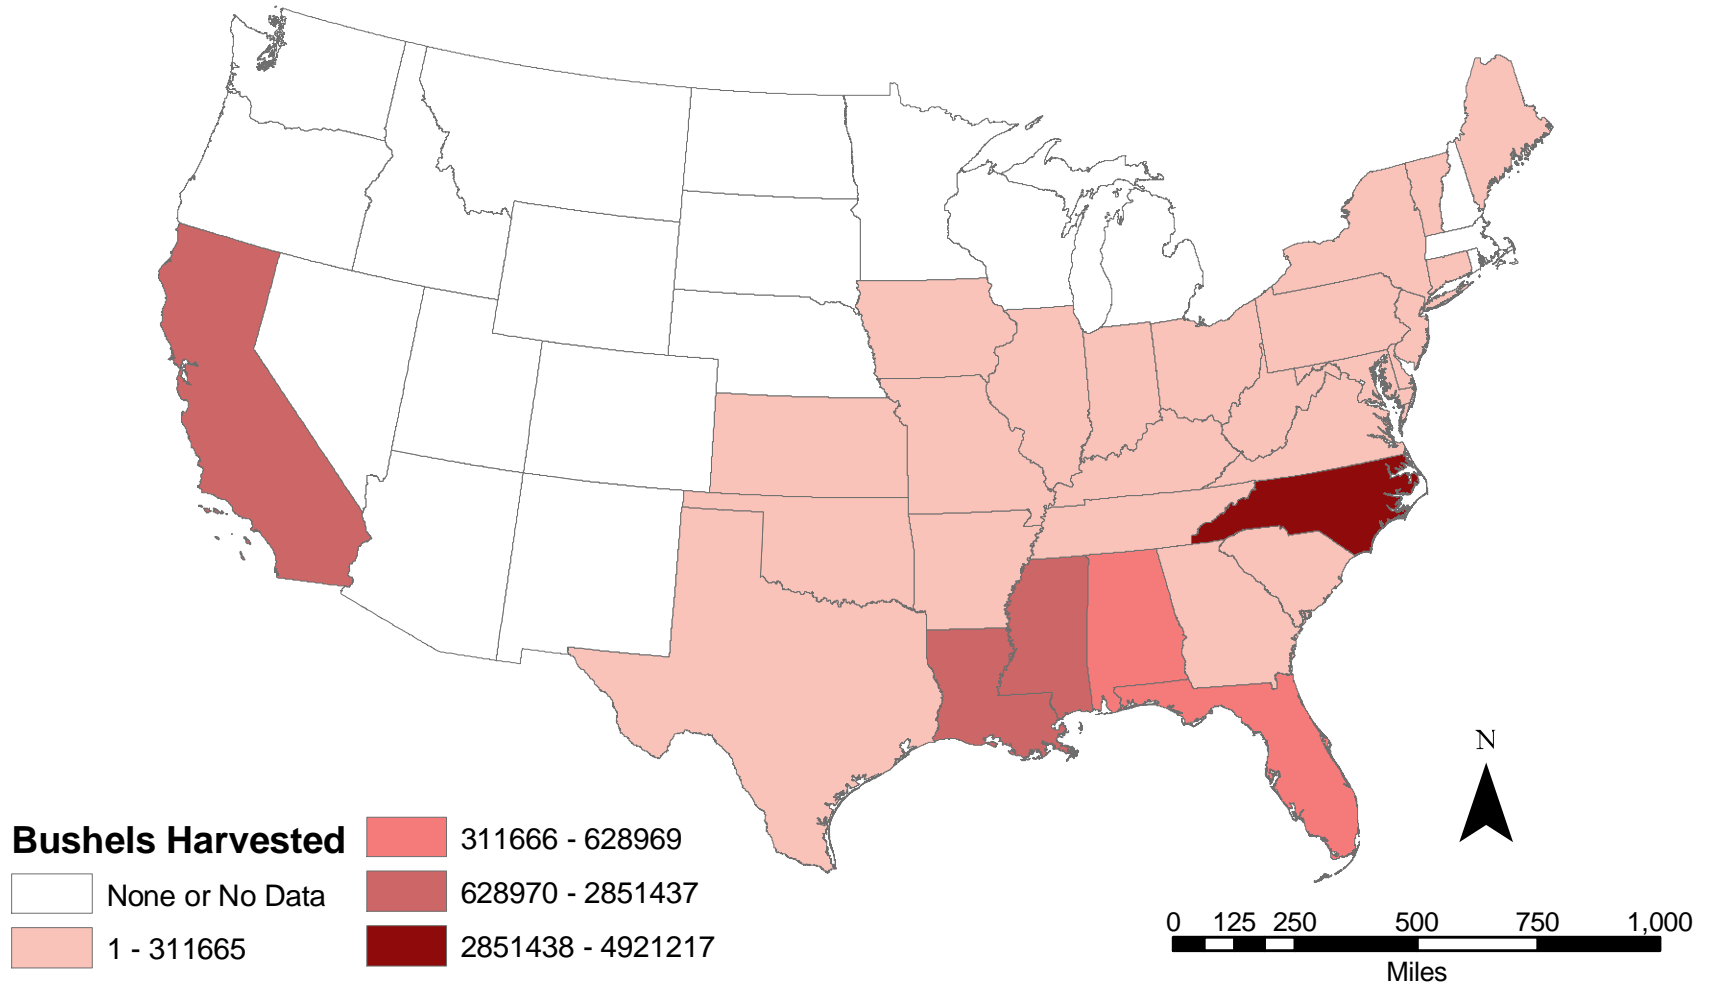 N
Bushels Harvested
None or No Data
1 - 311665
311666 - 628969
628970 - 2851437
2851438 - 4921217
0 125 250 500 750 1,000
Miles